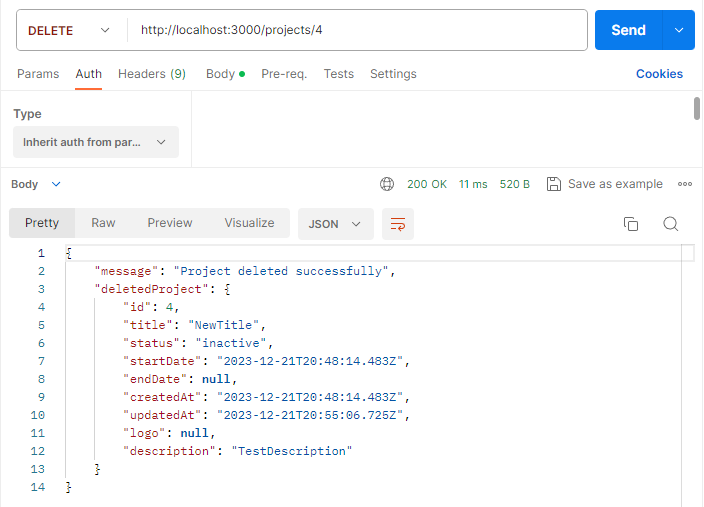 DELETE http://localhost:3000/projects/4 Send
Params Auth Headers (9) Body Pre-req. Tests Settings Cookies
Type
Inherit auth from par...
Body 200 OK 11 ms 520 B Save as example
Pretty Raw Preview Visualize JSON
1 {
2 "message": "Project deleted successfully",
3 "deletedProject": {
4 "id": 4,
5 "title": "NewTitle",
6 "status": "inactive",
7 "startDate": "2023-12-21T20:48:14.483Z",
8 "endDate": null,
9 "createdAt": "2023-12-21T20:48:14.483Z",
10 "updatedAt": "2023-12-21T20:55:06.725Z",
11 "logo": null,
12 "description": "TestDescription"
13 }
14 }